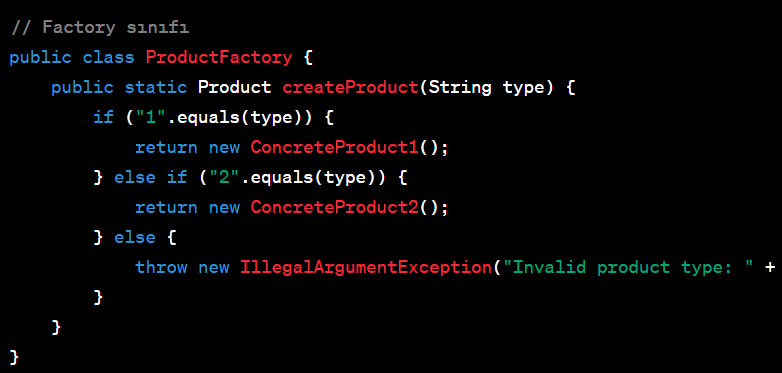 // Factory sınıfı
public class ProductFactory {
    public static Product createProduct(String type) {
        if ("1".equals(type)) {
            return new ConcreteProduct1();
        } else if ("2".equals(type)) {
            return new ConcreteProduct2();
        } else {
            throw new IllegalArgumentException("Invalid product type: " +
        }
    }
}